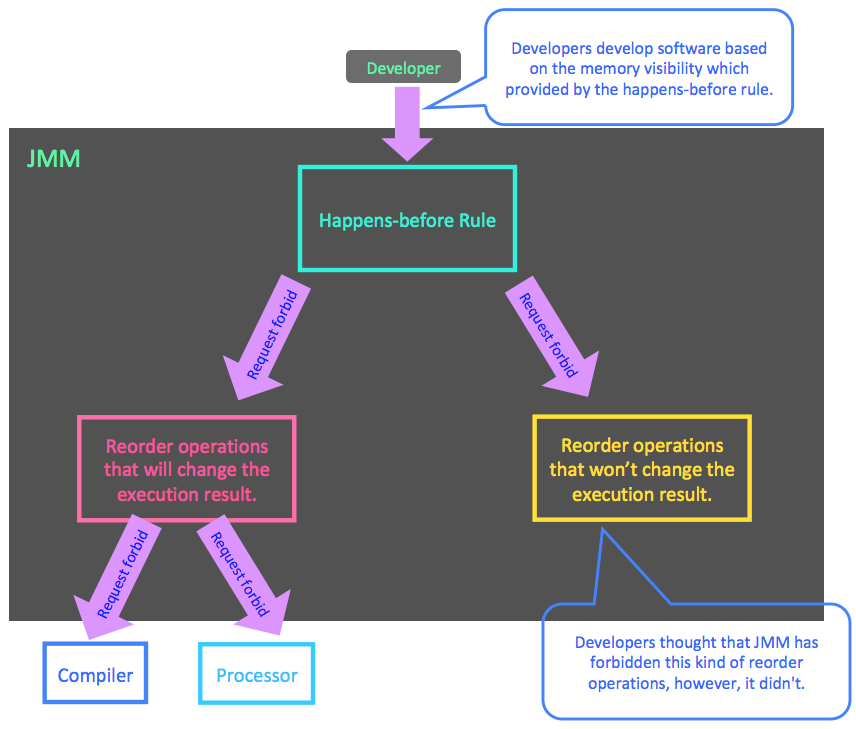 Developers develop software based
on the memory visibility which
provided by the happens-before rule.
Developer
JMM
Happens-before Rule
Request forbid
Request forbid
Reorder operations
that will change the
execution result.
Reorder operations
that won’t change the
execution result.
Request forbid
Request forbid
Compiler
Processor
Developers thought that JMM has
forbidden this kind of reorder
operations, however, it didn't.